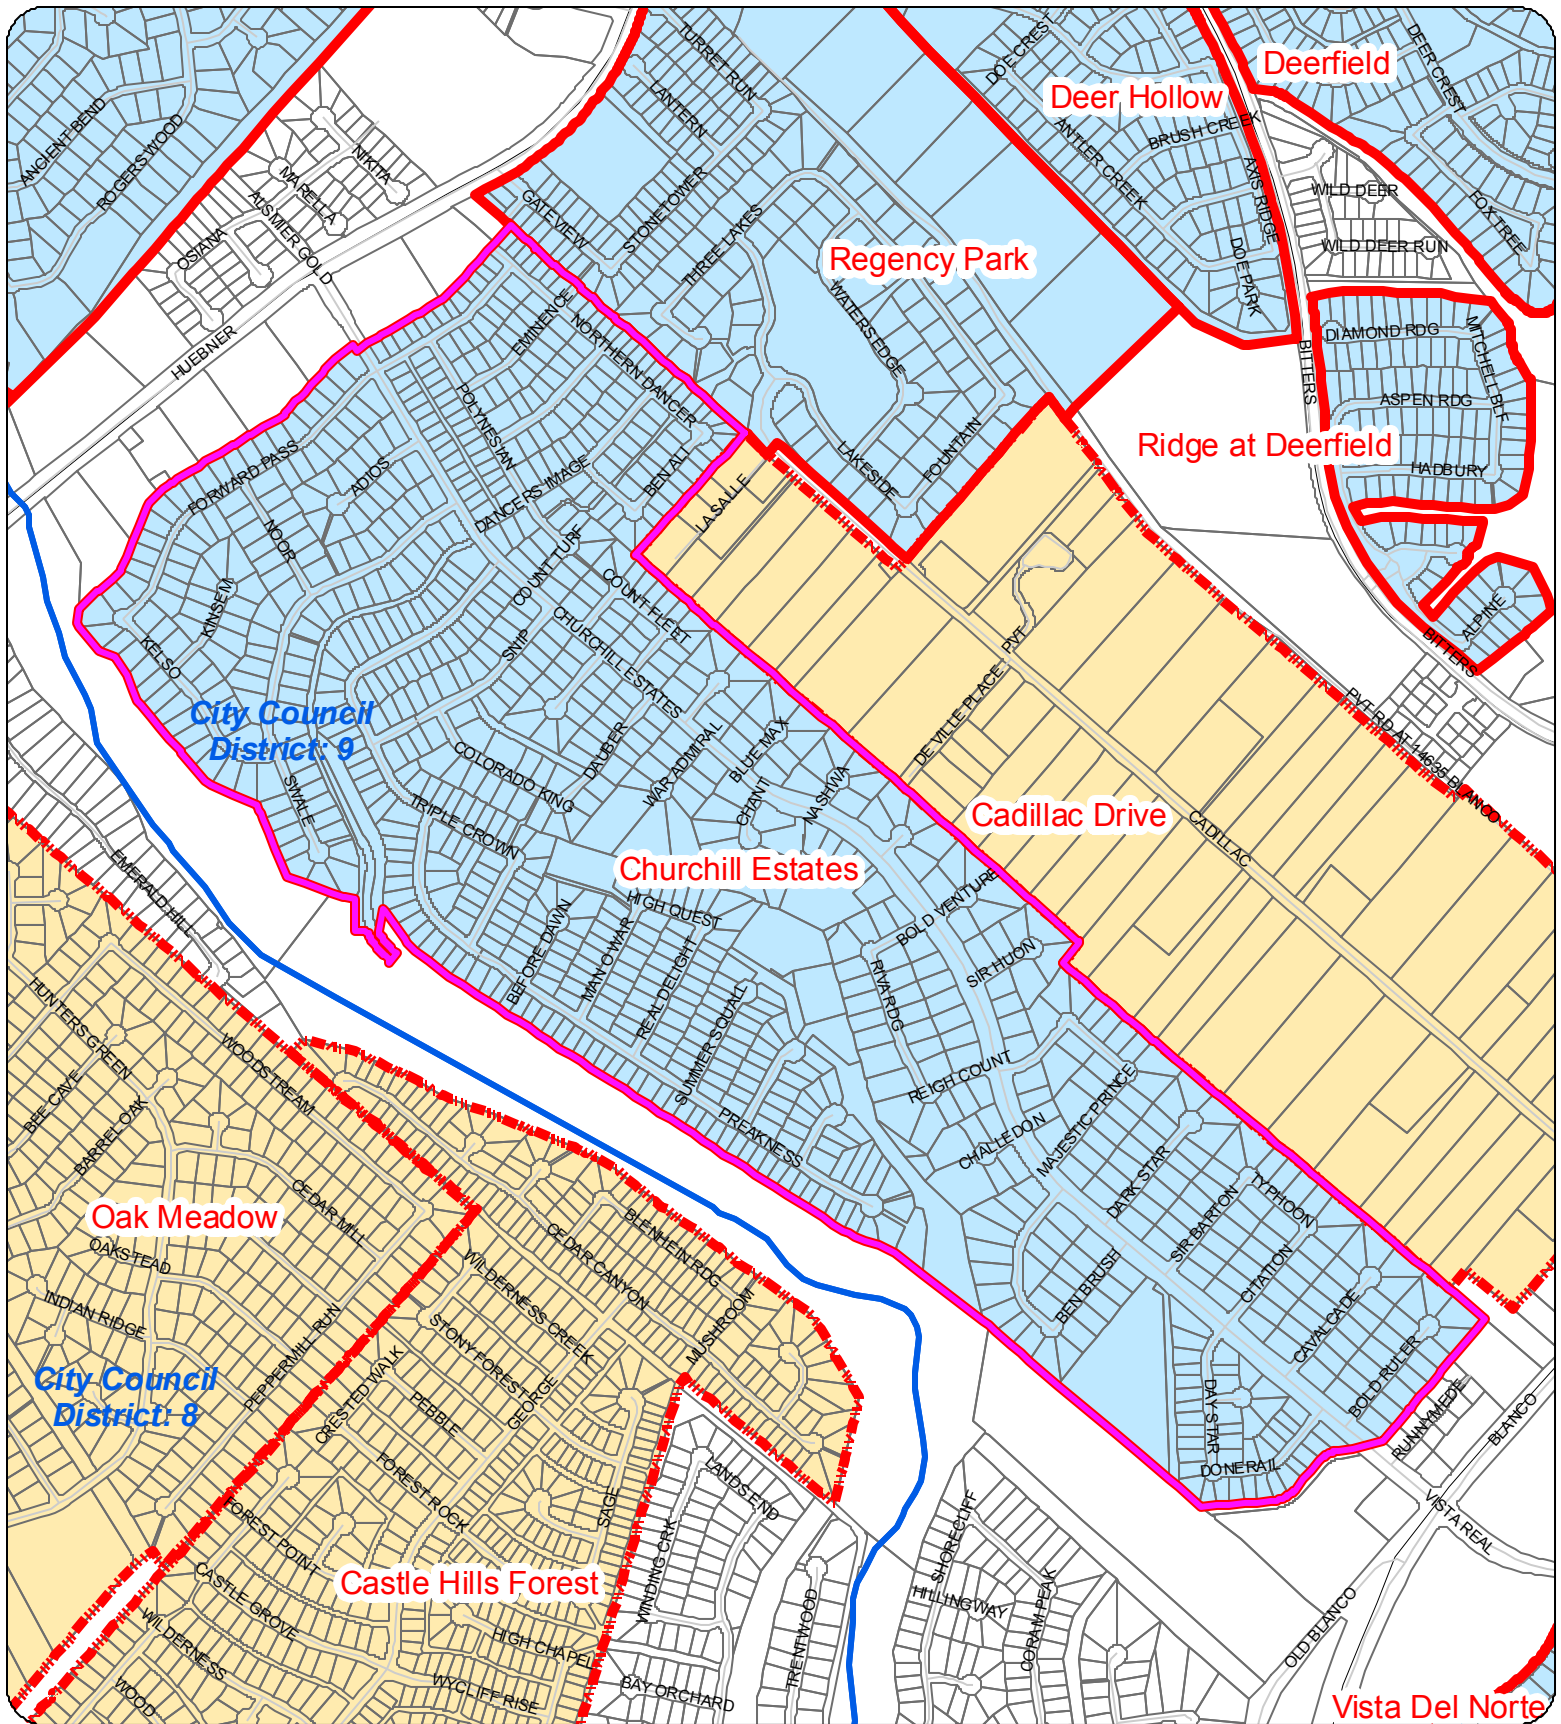 TURRET RUN
LANTERN
DOE CREST
DEER CREST
Deerfield
Deer Hollow
ANCIENT BEND
ROGERS WOOD
NIKITA
MARELLA
ALSMIER GOLD
OSIANA
HUEBNER
GATEVIEW
STONETOWER
THREE LAKES
ANTLER CREEK
BRUSH CREEK
AXIS RIDGE
DOE PARK
WILD DEER
WILD DEER RUN
FOX TREE
Regency Park
WATERS EDGE
LAKESIDE
FOUNTAIN
BITTERS
DIAMOND RDG
MITCHELL BLF
ASPEN RDG
HADBURY
Ridge at Deerfield
ALPINE
BITTERS
EMINENCE
NORTHERN DANCER
POLYNESIAN
FORWARD PASS
ADIOS
DANCERS IMAGE
BEN ALI
LA SALLE
NOOR
COUNT TURF
COUNT FLEET
KINSEM
KELSO
SNIP
CHURCHILL ESTATES
DE VILLE PLACE PVT
PVT RD AT 14635 BLANCO
City Council
District: 9
COLORADO KING
DAUBER
WAR ADMIRAL
BLUE MAX
CHANT
NASHWA
SWALE
TRIPLE CROWN
Cadillac Drive
CADILLAC
Churchill Estates
EMERALD HILL
HIGH QUEST
BOLD VENTURE
BEFORE DAWN
MAN O WAR
REAL DELIGHT
SIR HUON
RIVA RDG
SUMMER SQUALL
HUNTERS GREEN
WOODSTREAM
BEE CAVE
BARREL OAK
PREAKNESS
REIGH COUNT
CHALLEDON
MAJESTIC PRINCE
DARK STAR
TYPHOON
SIR BARTON
CITATION
BEN BRUSH
CAVALCADE
BOLD RULER
DAY STAR
DONERAIL
RUNNYMEDE
BLANCO
VISTA REAL
OLD BLANCO
Oak Meadow
CEDAR MILL
OAKSTEAD
INDIAN RIDGE
City Council
District: 8
PEPPERMILL RUN
BLENHEIN RDG
CEDAR CANYON
WILDERNESS CREEK
MUSHROOM
STONY FOREST
CRESTED WALK
PEBBLE
GEORGE
FOREST ROCK
SAGE
LANDS END
FOREST POINT
Castle Hills Forest
CASTLE GROVE
WILDERNESS
WOOD
HIGH CHAPEL
WYCLIFF RISE
WINDING CRK
BAY ORCHARD
TRENTWOOD
SHORECLIFF
HILLINGWAY
CORAM PEAK
Vista Del Norte